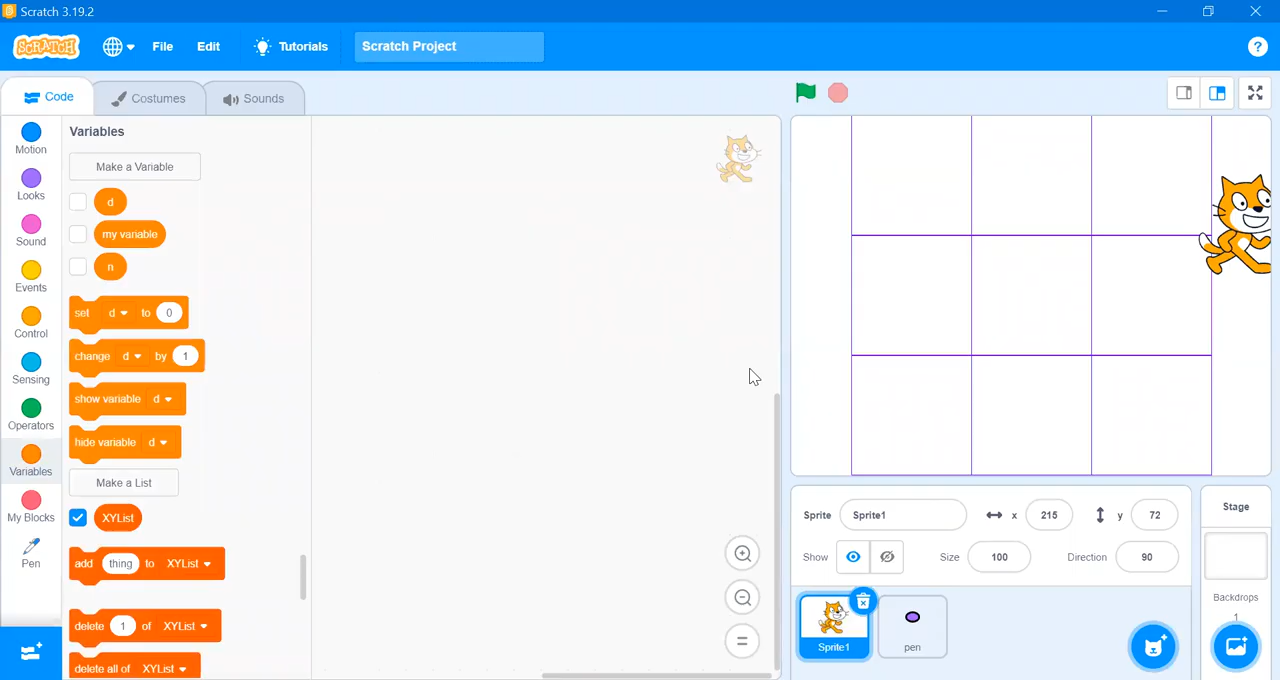 Scratch 3.19.2
SCRATCH
File
Edit
Tutorials
Scratch Project
?
Code
Costumes
Sounds
Motion
Looks
Sound
Events
Control
Sensing
Operators
Variables
My Blocks
Pen
Variables
Make a Variable
d
my variable
n
set d to 0
change d by 1
show variable d
hide variable d
Make a List
XYList
add thing to XYList
delete 1 of XYList
delete all of XYList
Sprite Sprite1 x 215 y 72
Show Size 100 Direction 90
Sprite1
pen
Stage
Backdrops
1